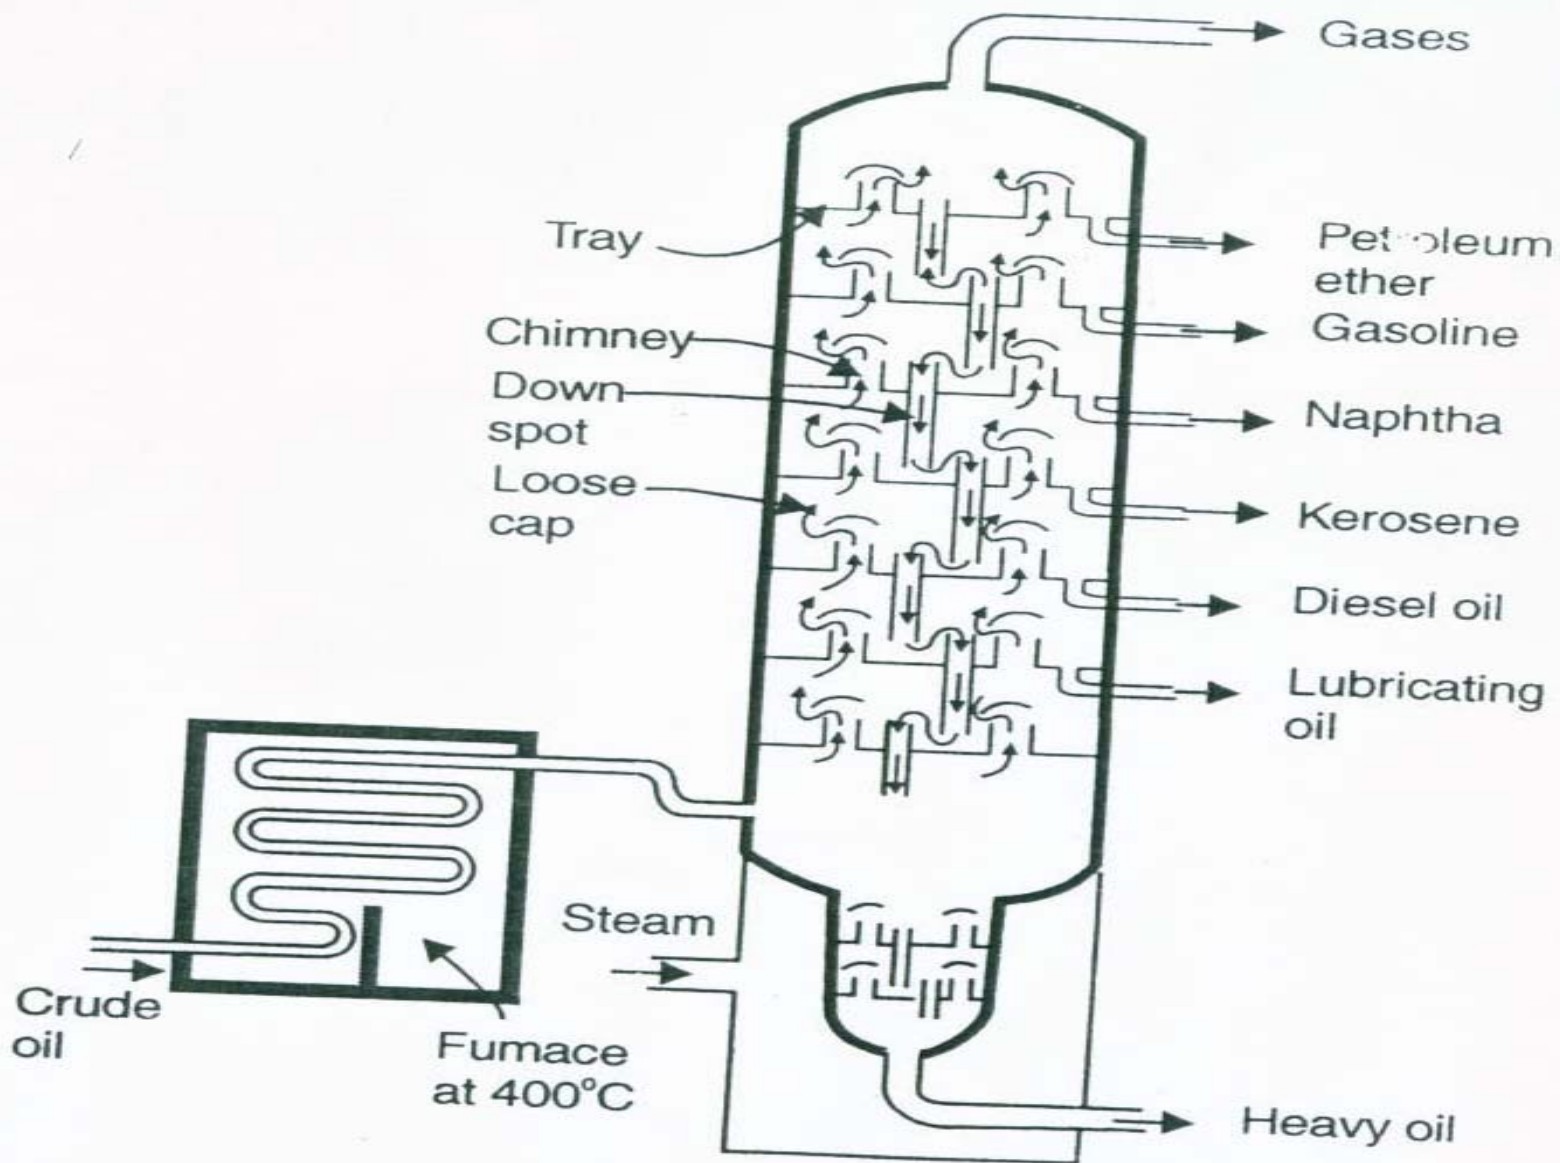 Gases
Tray
ether
Chimney
Gasoline
Down
spot
Naphtha
Loose
cap
Kerosene
Diesel oil
Lubricating
oil
Steam
Crude
oil
Fumace
at 400°C
Heavy oil